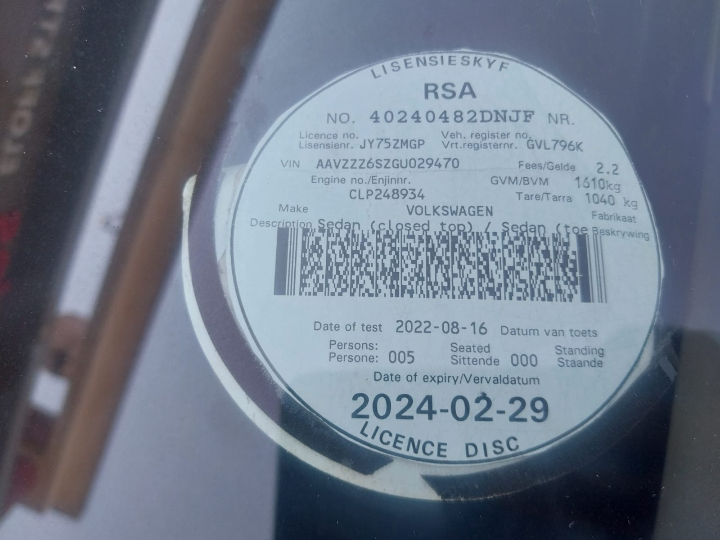 LISENSIESKYF
RSA
NO. 40240482DNJF NR.
Licence no. Veh. register no.
Lisensienr. JY75ZMGP Vrt.registernr. GVL796K
VIN AAVZZZ6SZGU029470 Fees/Gelde 2.2
Engine no./Enjinnr. GVM/BVM 1610kg
CLP248934 Tare/Tarra 1040 kg
Make VOLKSWAGEN Fabrikaat
Description Sedan (closed top) / Sedan (toe Beskrywing
Date of test 2022-08-16 Datum van toets
Persons: Seated Standing
Persone: 005 Sittende 000 Staande
Date of expiry/Vervaldatum
2024-02-29
LICENCE DISC